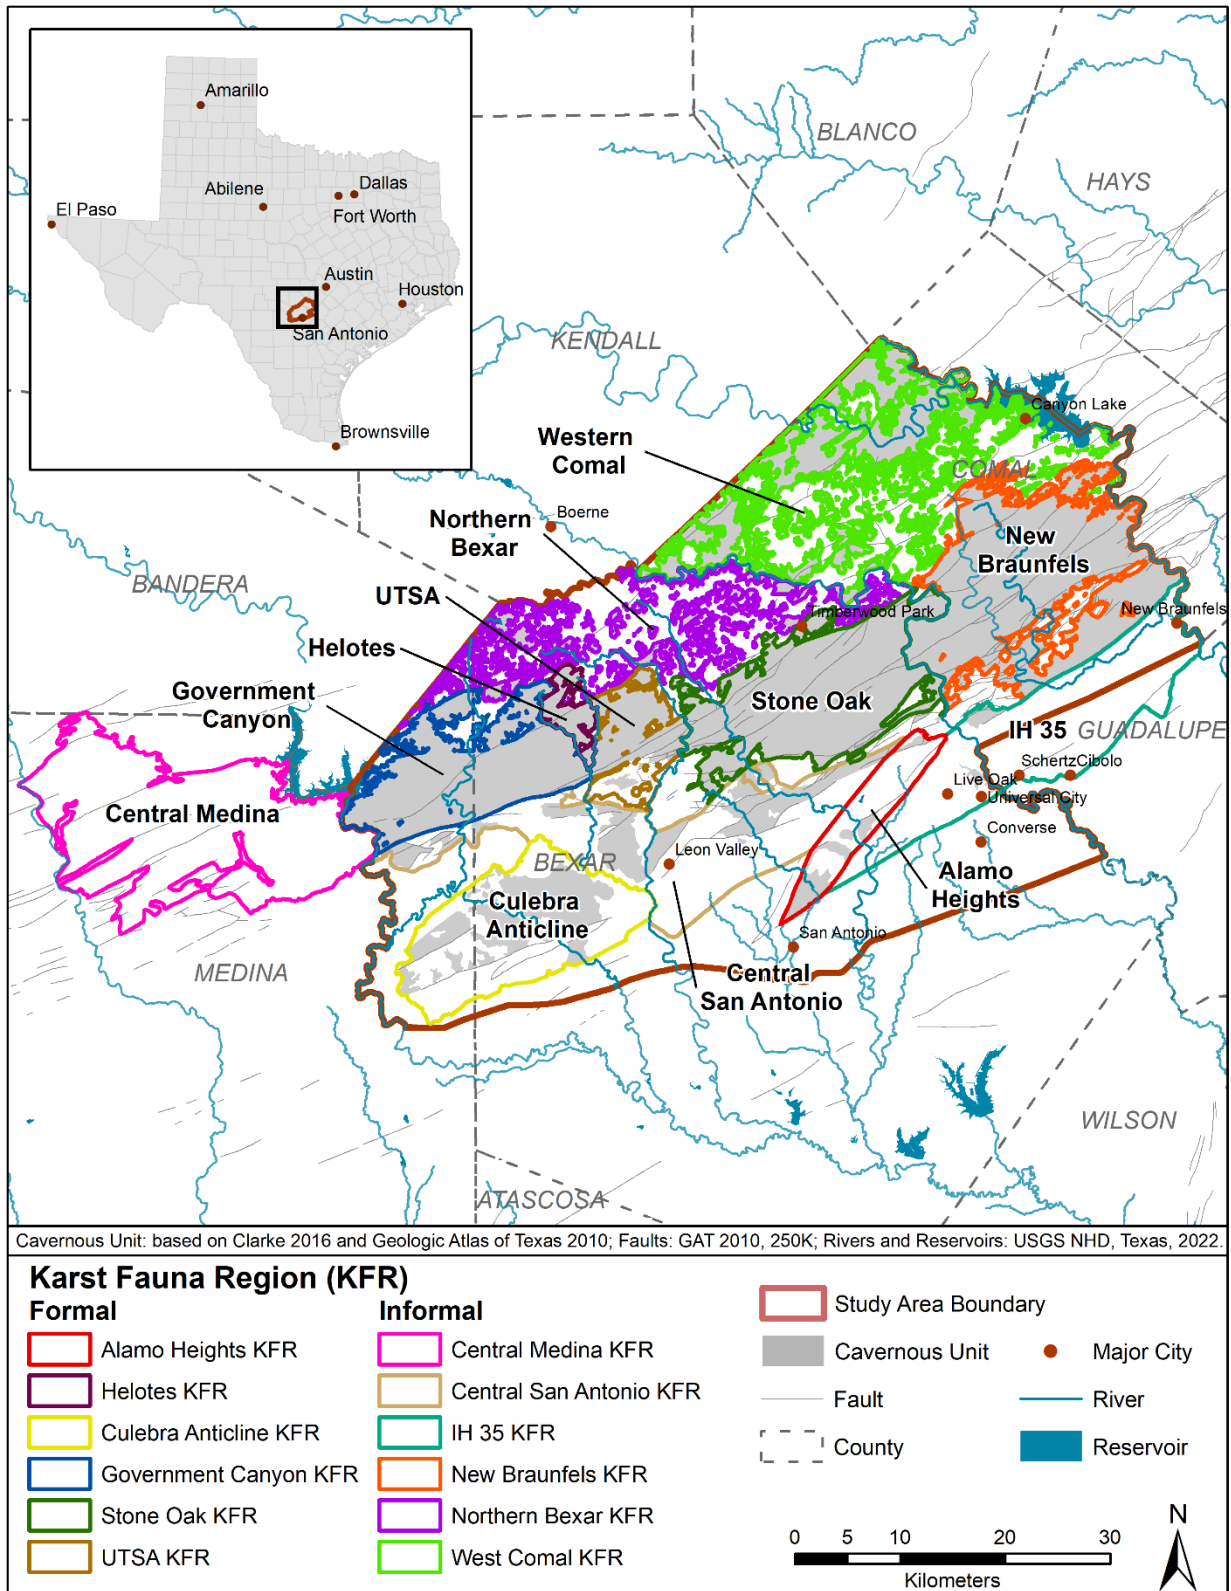 Amarillo
Abilene
Dallas
Fort Worth
El Paso
Austin
Houston
San Antonio
Brownsville
BLANCO
HAYS
KENDALL
Canyon Lake
Western
Comal
COMAL
Boerne
Northern
Bexar
New
Braunfels
BANDERA
UTSA
Timberwood Park
New Braunfels
Helotes
Government
Canyon
Stone Oak
IH 35
GUADALUPE
Schertz
Cibolo
Live Oak
Universal City
Central Medina
Converse
BEXAR
Leon Valley
Alamo
Heights
Culebra
Anticline
San Antonio
MEDINA
Central
San Antonio
WILSON
ATASCOSA
Cavernous Unit: based on Clarke 2016 and Geologic Atlas of Texas 2010; Faults: GAT 2010, 250K; Rivers and Reservoirs: USGS NHD, Texas, 2022.
Karst Fauna Region (KFR)
Formal
Alamo Heights KFR
Helotes KFR
Culebra Anticline KFR
Government Canyon KFR
Stone Oak KFR
UTSA KFR
Informal
Central Medina KFR
Central San Antonio KFR
IH 35 KFR
New Braunfels KFR
Northern Bexar KFR
West Comal KFR
Study Area Boundary
Cavernous Unit
Major City
Fault
River
County
Reservoir
N
0 5 10 20 30
Kilometers